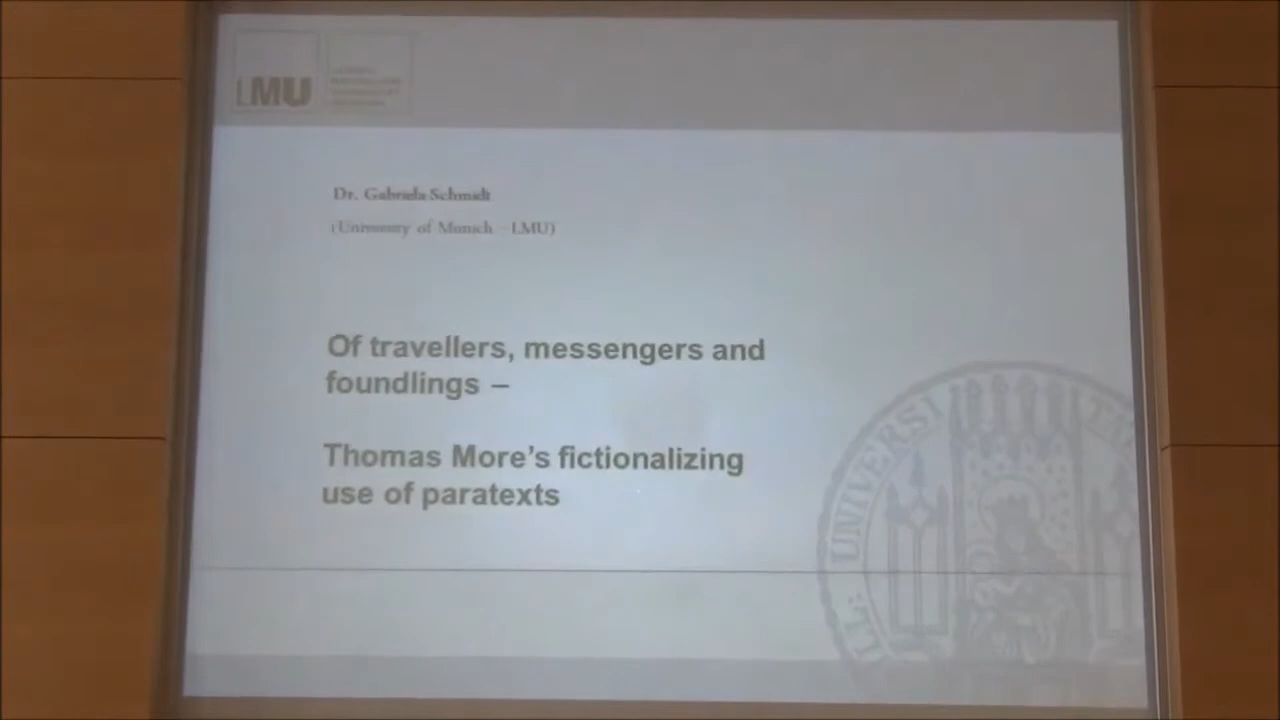 LMU
Dr. Gabriela Schmidt
(University of Munich – LMU)
Of travellers, messengers and
foundlings –
Thomas More's fictionalizing
use of paratexts
UNIVERSI